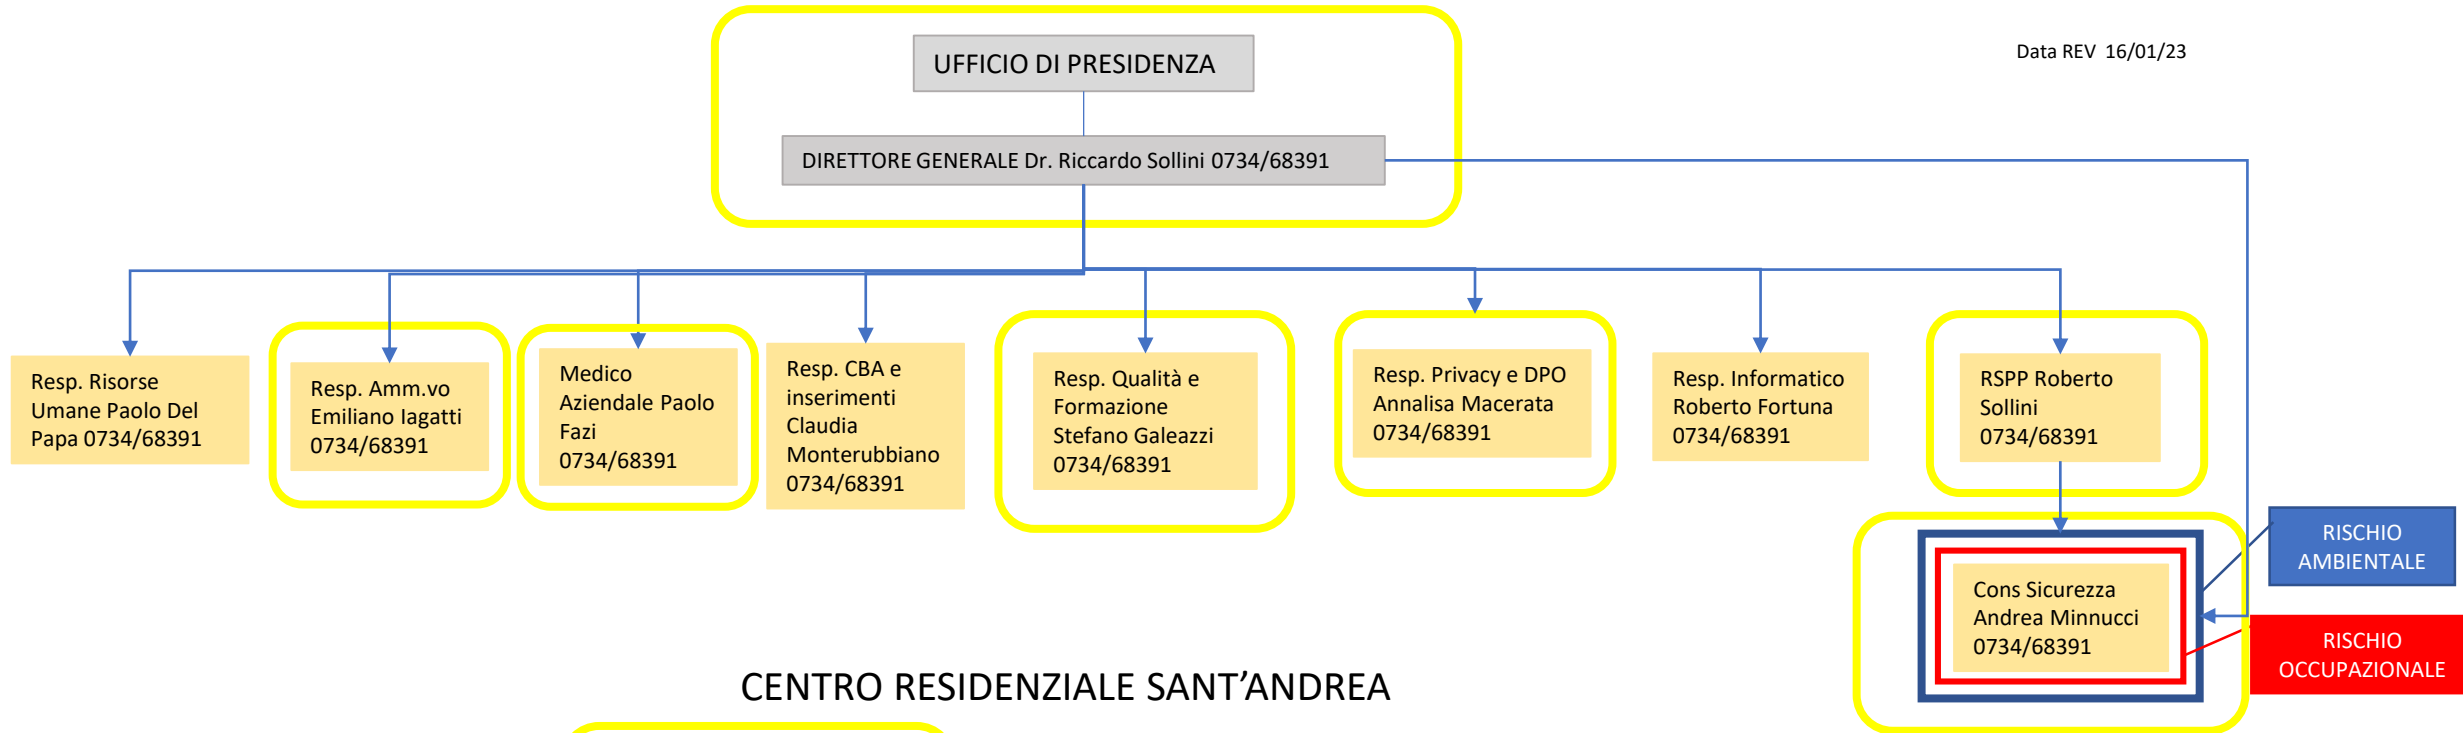 UFFICIO DI PRESIDENZA
Data REV 16/01/23
DIRETTORE GENERALE Dr. Riccardo Sollini 0734/68391
Resp. Risorse
Umane Paolo Del
Papa 0734/68391
Resp. Amm.vo
Emiliano Iagatti
0734/68391
Medico
Aziendale Paolo
Fazi
0734/68391
Resp. CBA e
inserimenti
Claudia
Monterubbiano
0734/68391
Resp. Qualità e
Formazione
Stefano Galeazzi
0734/68391
Resp. Privacy e DPO
Annalisa Macerata
0734/68391
Resp. Informatico
Roberto Fortuna
0734/68391
RSPP Roberto
Sollini
0734/68391
RISCHIO
AMBIENTALE
Cons Sicurezza
Andrea Minnucci
0734/68391
RISCHIO
OCCUPAZIONALE
CENTRO RESIDENZIALE SANT’ANDREA